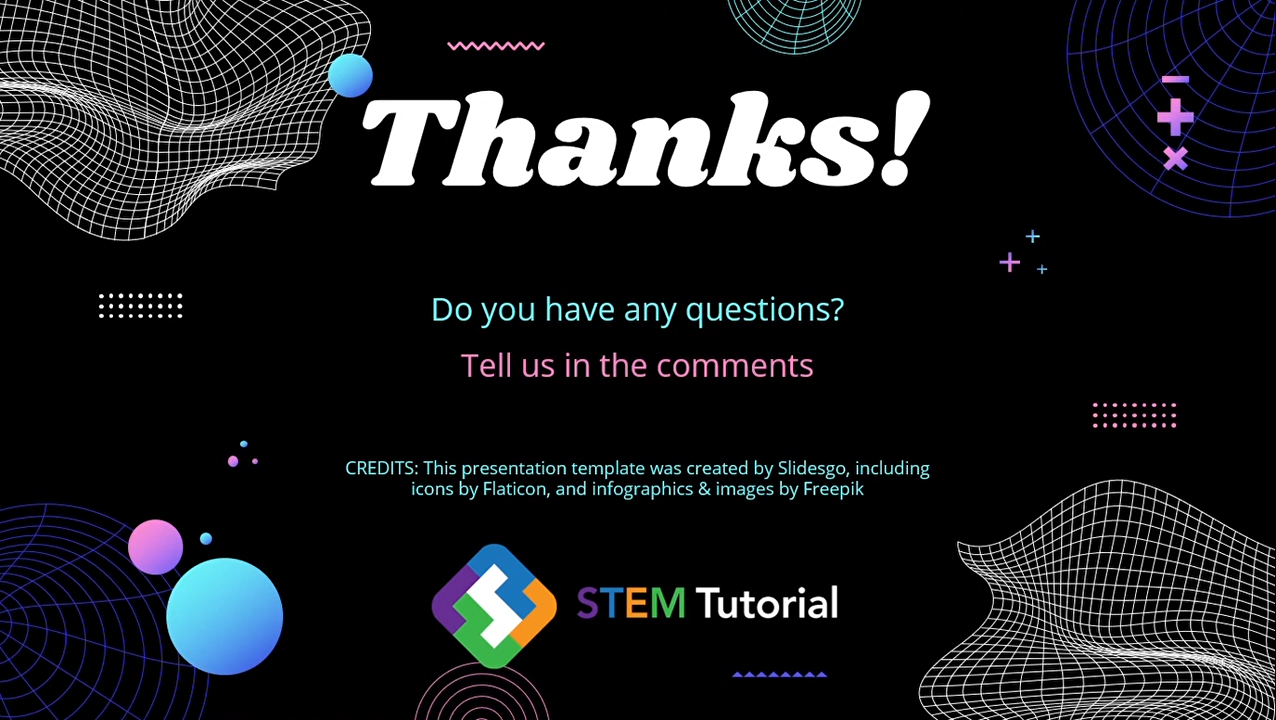 Thanks!
Do you have any questions?
Tell us in the comments
CREDITS: This presentation template was created by Slidesgo, including
icons by Flaticon, and infographics & images by Freepik
STEM Tutorial